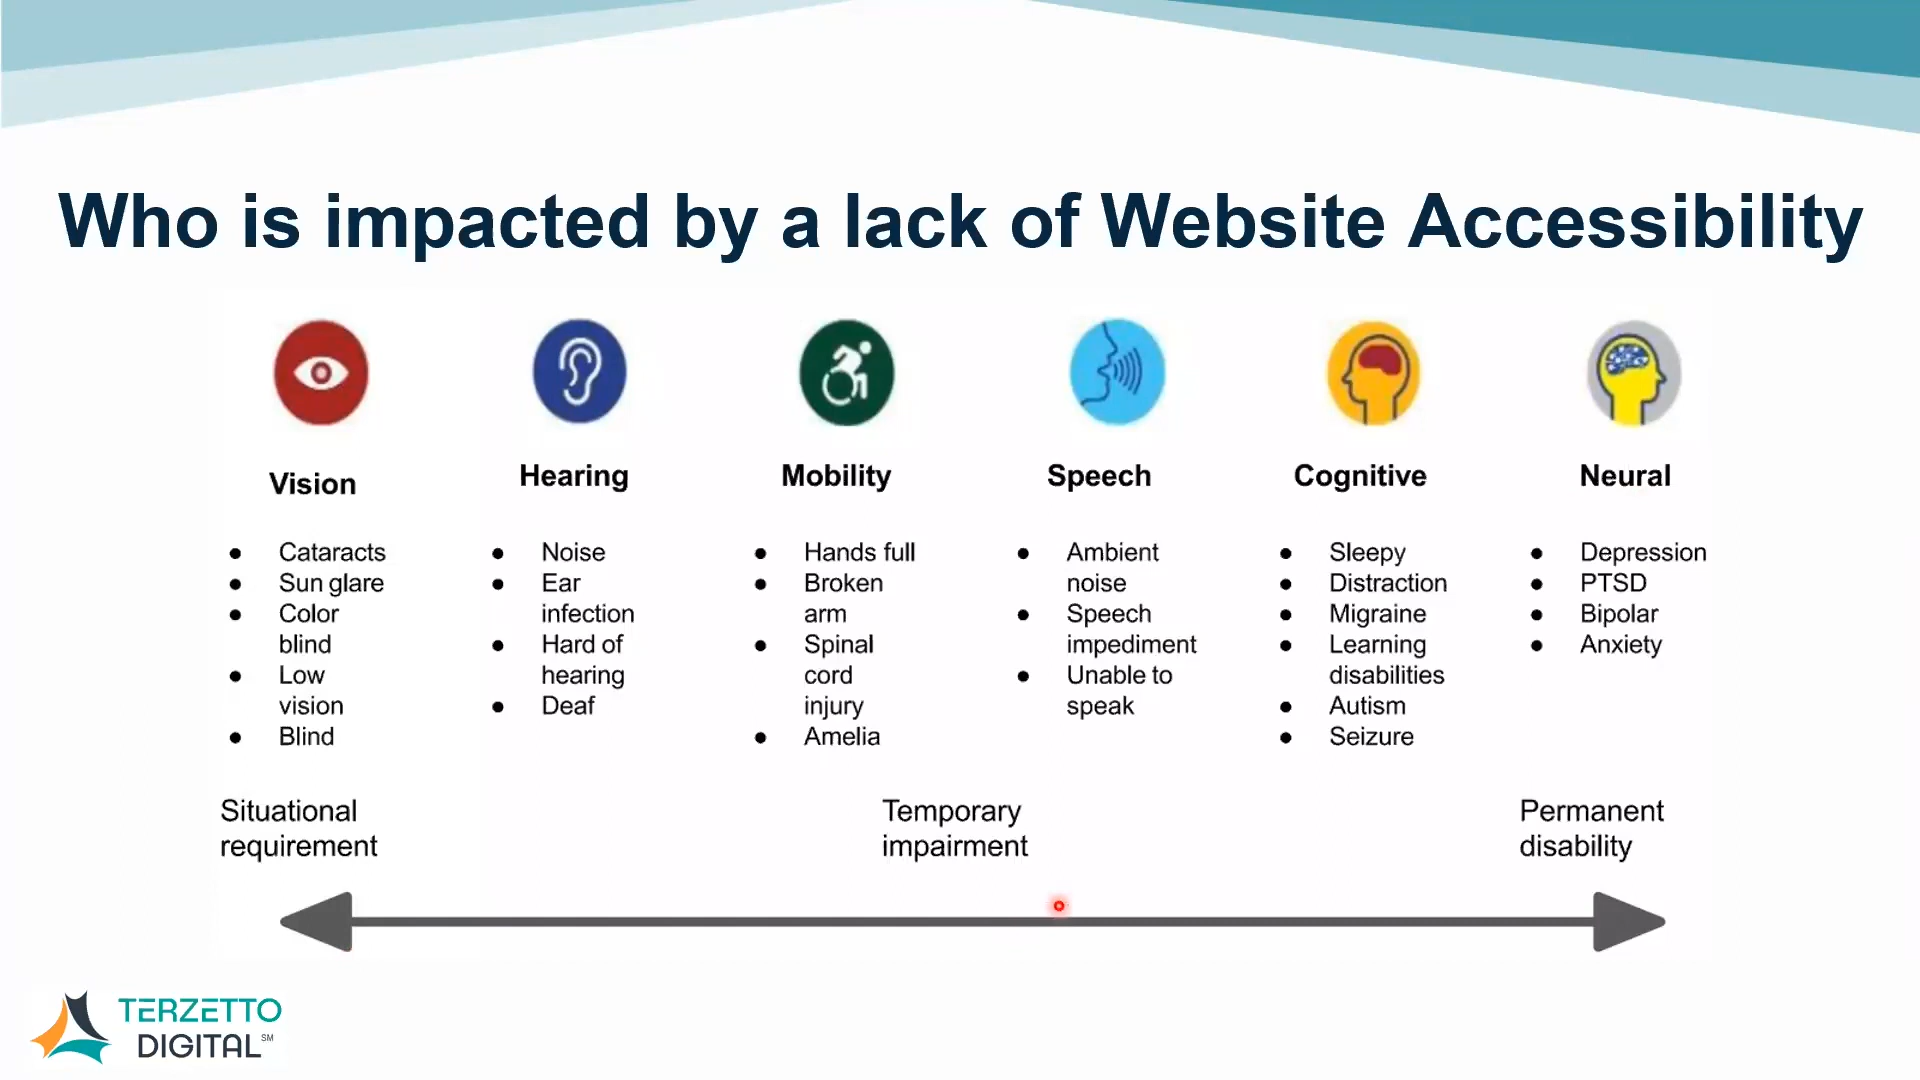 Who is impacted by a lack of Website Accessibility
Vision
Cataracts
Sun glare
Color
blind
Low
vision
Blind
Hearing
Noise
Ear
infection
Hard of
hearing
Deaf
Mobility
Hands full
Broken
arm
Spinal
cord
injury
Amelia
Speech
Ambient
noise
Speech
impediment
Unable to
speak
Cognitive
Sleepy
Distraction
Migraine
Learning
disabilities
Autism
Seizure
Neural
Depression
PTSD
Bipolar
Anxiety
Situational
requirement
Temporary
impairment
Permanent
disability
TERZETTO
DIGITAL℠